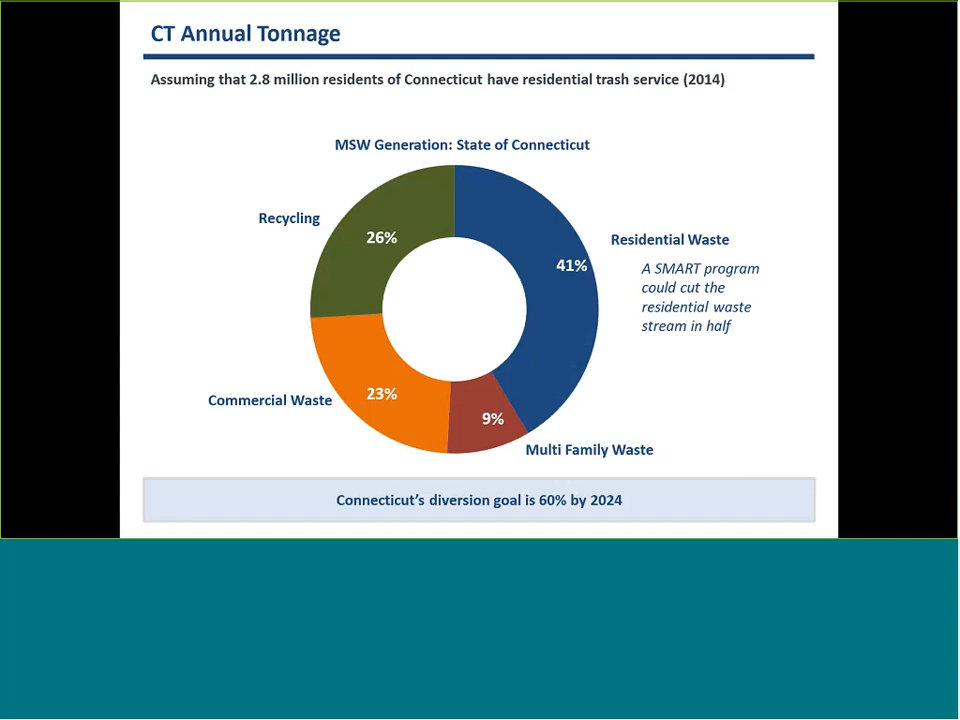 CT Annual Tonnage
Assuming that 2.8 million residents of Connecticut have residential trash service (2014)
MSW Generation: State of Connecticut
Recycling
26%
Residential Waste
41%
A SMART program
could cut the
residential waste
stream in half
Commercial Waste
23%
9%
Multi Family Waste
Connecticut’s diversion goal is 60% by 2024